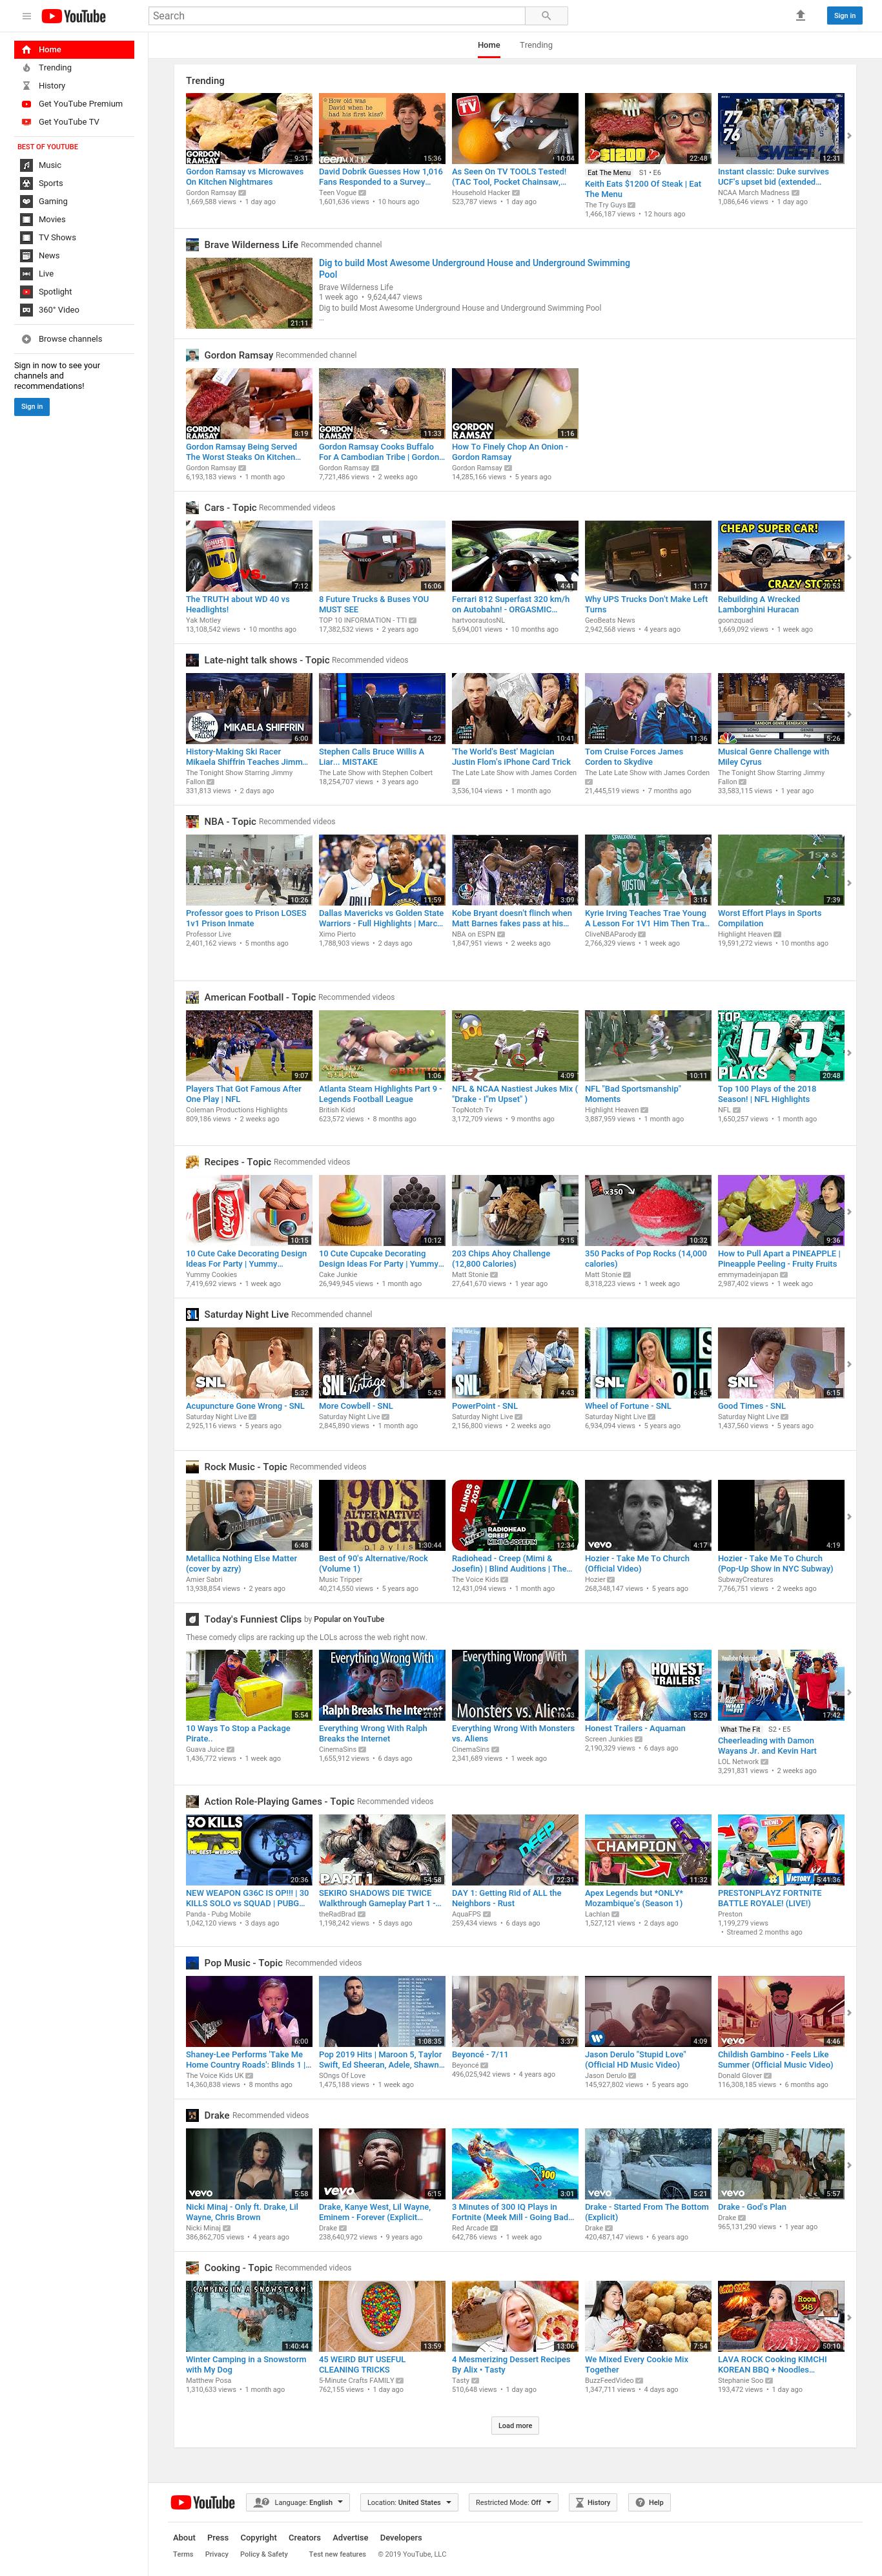 YouTube
Search
Sign in
Home
Trending
Home
Trending
History
Get YouTube Premium
Get YouTube TV
BEST OF YOUTUBE
Music
Sports
Gaming
Movies
TV Shows
News
Live
Spotlight
360° Video
Browse channels
Sign in now to see your
channels and
recommendations!
Sign in
Trending
GORDON
RAMSAY
9:31
How old was
David when he
had his first kiss?
teen
15:36
TV
10:04
$1200
22:48
77
76
SWEET 16
12:31
Gordon Ramsay vs Microwaves
On Kitchen Nightmares
Gordon Ramsay
1,669,588 views • 1 day ago
David Dobrik Guesses How 1,016
Fans Responded to a Survey...
Teen Vogue
1,601,636 views • 10 hours ago
As Seen On TV TOOLS Tested!
(TAC Tool, Pocket Chainsaw,...
Household Hacker
523,787 views • 1 day ago
Eat The Menu S1 • E6
Keith Eats $1200 Of Steak | Eat
The Menu
The Try Guys
1,466,187 views • 12 hours ago
Instant classic: Duke survives
UCF's upset bid (extended...
NCAA March Madness
1,086,646 views • 1 day ago
Brave Wilderness Life Recommended channel
21:11
Dig to build Most Awesome Underground House and Underground Swimming
Pool
Brave Wilderness Life
1 week ago • 9,624,447 views
Dig to build Most Awesome Underground House and Underground Swimming Pool
...
Gordon Ramsay Recommended channel
GORDON
RAMSAY
8:19
GORDON
RAMSAY
11:33
GORDON
RAMSAY
1:16
Gordon Ramsay Being Served
The Worst Steaks On Kitchen...
Gordon Ramsay
6,193,183 views • 1 month ago
Gordon Ramsay Cooks Buffalo
For A Cambodian Tribe | Gordon...
Gordon Ramsay
7,721,486 views • 2 weeks ago
How To Finely Chop An Onion -
Gordon Ramsay
Gordon Ramsay
14,285,166 views • 5 years ago
Cars - Topic Recommended videos
WD-40
VS.
7:12
16:06
4:41
1:17
CHEAP SUPER CAR!
CRAZY STORY!
20:53
The TRUTH about WD 40 vs
Headlights!
Yak Motley
13,108,542 views • 10 months ago
8 Future Trucks & Buses YOU
MUST SEE
TOP 10 INFORMATION - TTI
17,382,532 views • 2 years ago
Ferrari 812 Superfast 320 km/h
on Autobahn! - ORGASMIC...
hartvoorautosNL
5,694,001 views • 10 months ago
Why UPS Trucks Don't Make Left
Turns
GeoBeats News
2,942,568 views • 4 years ago
Rebuilding A Wrecked
Lamborghini Huracan
goonzquad
1,669,092 views • 1 week ago
Late-night talk shows - Topic Recommended videos
MIKAELA SHIFFRIN
6:00
4:22
10:41
11:36
RANDOM GENRE GENERATOR
5:26
History-Making Ski Racer
Mikaela Shiffrin Teaches Jimm...
The Tonight Show Starring Jimmy
Fallon
331,813 views • 2 days ago
Stephen Calls Bruce Willis A
Liar... MISTAKE
The Late Show with Stephen Colbert
18,254,707 views • 3 years ago
'The World's Best' Magician
Justin Flom's iPhone Card Trick
The Late Late Show with James Corden
3,536,104 views • 1 month ago
Tom Cruise Forces James
Corden to Skydive
The Late Late Show with James Corden
21,445,519 views • 7 months ago
Musical Genre Challenge with
Miley Cyrus
The Tonight Show Starring Jimmy
Fallon
33,583,115 views • 1 year ago
NBA - Topic Recommended videos
10:26
11:59
3:09
BOSTON
11
3:16
1ST & 2
7:39
Professor goes to Prison LOSES
1v1 Prison Inmate
Professor Live
2,401,162 views • 5 months ago
Dallas Mavericks vs Golden State
Warriors - Full Highlights | Marc...
Ximo Pierto
1,788,903 views • 2 days ago
Kobe Bryant doesn't flinch when
Matt Barnes fakes pass at his...
NBA on ESPN
1,847,951 views • 2 weeks ago
Kyrie Irving Teaches Trae Young
A Lesson For 1V1 Him Then Tra...
CliveNBAParody
2,766,329 views • 1 week ago
Worst Effort Plays in Sports
Compilation
Highlight Heaven
19,591,272 views • 10 months ago
American Football - Topic Recommended videos
9:07
1:06
4:09
10:11
TOP
100
PLAYS
20:48
Players That Got Famous After
One Play | NFL
Coleman Productions Highlights
809,186 views • 2 weeks ago
Atlanta Steam Highlights Part 9 -
Legends Football League
British Kidd
623,572 views • 8 months ago
NFL & NCAA Nastiest Jukes Mix (
"Drake - I"m Upset" )
TopNotch Tv
3,172,709 views • 9 months ago
NFL "Bad Sportsmanship"
Moments
Highlight Heaven
3,887,959 views • 1 month ago
Top 100 Plays of the 2018
Season! | NFL Highlights
NFL
1,650,257 views • 1 month ago
Recipes - Topic Recommended videos
Coca-Cola
10:15
10:12
9:15
x350
10:32
9:36
10 Cute Cake Decorating Design
Ideas For Party | Yummy...
Yummy Cookies
7,419,692 views • 1 week ago
10 Cute Cupcake Decorating
Design Ideas For Party | Yummy...
Cake Junkie
26,949,945 views • 1 month ago
203 Chips Ahoy Challenge
(12,800 Calories)
Matt Stonie
27,641,670 views • 1 year ago
350 Packs of Pop Rocks (14,000
calories)
Matt Stonie
8,318,223 views • 1 week ago
How to Pull Apart a PINEAPPLE |
Pineapple Peeling - Fruity Fruits
emmymadeinjapan
2,987,402 views • 1 week ago
Saturday Night Live Recommended channel
SNL
5:32
SNL Vintage
5:43
4:43
SNL
6:45
SNL
6:15
Acupuncture Gone Wrong - SNL
Saturday Night Live
2,925,116 views • 5 years ago
More Cowbell - SNL
Saturday Night Live
2,845,890 views • 1 month ago
PowerPoint - SNL
Saturday Night Live
2,156,800 views • 2 weeks ago
Wheel of Fortune - SNL
Saturday Night Live
6,934,094 views • 5 years ago
Good Times - SNL
Saturday Night Live
1,437,560 views • 5 years ago
Rock Music - Topic Recommended videos
6:48
90'S
ALTERNATIVE
ROCK
playlis
1:30:44
BLINDS
2019
RADIOHEAD
CREEP
MIMI & JOSEFIN
12:34
vevo
4:17
4:19
Metallica Nothing Else Matter
(cover by azry)
Amier Sabri
13,938,854 views • 2 years ago
Best of 90's Alternative/Rock
(Volume 1)
Music Tripper
40,214,550 views • 5 years ago
Radiohead - Creep (Mimi &
Josefin) | Blind Auditions | The...
The Voice Kids
12,431,094 views • 1 month ago
Hozier - Take Me To Church
(Official Video)
Hozier
268,348,147 views • 5 years ago
Hozier - Take Me To Church
(Pop-Up Show in NYC Subway)
SubwayCreatures
7,766,751 views • 2 weeks ago
Today's Funniest Clips by Popular on YouTube
These comedy clips are racking up the LOLs across the web right now.
5:54
Everything Wrong With
Ralph Breaks The Internet
21:01
Everything Wrong With
Monsters vs. Aliens
16:43
HONEST
TRAILERS
5:29
YouTube Originals
WHAT
FIT
17:42
10 Ways To Stop a Package
Pirate..
Guava Juice
1,436,772 views • 1 week ago
Everything Wrong With Ralph
Breaks the Internet
CinemaSins
1,655,912 views • 6 days ago
Everything Wrong With Monsters
vs. Aliens
CinemaSins
2,341,689 views • 1 week ago
Honest Trailers - Aquaman
Screen Junkies
2,190,329 views • 6 days ago
What The Fit S2 • E5
Cheerleading with Damon
Wayans Jr. and Kevin Hart
LOL Network
3,291,831 views • 2 weeks ago
Action Role-Playing Games - Topic Recommended videos
30 KILLS
20:36
PART 1
54:58
DEEP
22:31
CHAMPION
11:32
NEW!
#1 VICTORY
5:41:36
NEW WEAPON G36C IS OP!!! | 30
KILLS SOLO vs SQUAD | PUBG...
Panda - Pubg Mobile
1,042,120 views • 3 days ago
SEKIRO SHADOWS DIE TWICE
Walkthrough Gameplay Part 1 -...
theRadBrad
1,198,242 views • 5 days ago
DAY 1: Getting Rid of ALL the
Neighbors - Rust
AquaFPS
259,434 views • 6 days ago
Apex Legends but *ONLY*
Mozambique's (Season 1)
Lachlan
1,527,121 views • 2 days ago
PRESTONPLAYZ FORTNITE
BATTLE ROYALE! (LIVE!)
Preston
1,199,279 views
• Streamed 2 months ago
Pop Music - Topic Recommended videos
6:00
1:08:35
3:37
4:09
vevo
4:46
Shaney-Lee Performs 'Take Me
Home Country Roads': Blinds 1 |...
The Voice Kids UK
14,360,838 views • 8 months ago
Pop 2019 Hits | Maroon 5, Taylor
Swift, Ed Sheeran, Adele, Shawn...
SOngs Of Love
1,475,188 views • 1 week ago
Beyoncé - 7/11
Beyoncé
496,025,942 views • 4 years ago
Jason Derulo "Stupid Love"
(Official HD Music Video)
Jason Derulo
145,927,802 views • 5 years ago
Childish Gambino - Feels Like
Summer (Official Music Video)
Donald Glover
116,308,185 views • 6 months ago
Drake Recommended videos
vevo
5:58
vevo
6:15
100
3:01
vevo
5:21
vevo
5:57
Nicki Minaj - Only ft. Drake, Lil
Wayne, Chris Brown
Nicki Minaj
386,862,705 views • 4 years ago
Drake, Kanye West, Lil Wayne,
Eminem - Forever (Explicit...
Drake
238,640,972 views • 9 years ago
3 Minutes of 300 IQ Plays in
Fortnite (Meek Mill - Going Bad...
Red Arcade
642,786 views • 1 week ago
Drake - Started From The Bottom
(Explicit)
Drake
420,487,147 views • 6 years ago
Drake - God's Plan
Drake
965,131,290 views • 1 year ago
Cooking - Topic Recommended videos
CAMPING IN A SNOWSTORM
1:40:44
13:59
13:06
7:54
LAVA ROCK
Room
348
50:10
Winter Camping in a Snowstorm
with My Dog
Matthew Posa
1,310,633 views • 1 month ago
45 WEIRD BUT USEFUL
CLEANING TRICKS
5-Minute Crafts FAMILY
762,155 views • 1 day ago
4 Mesmerizing Dessert Recipes
By Alix • Tasty
Tasty
510,648 views • 1 day ago
We Mixed Every Cookie Mix
Together
BuzzFeedVideo
1,347,711 views • 4 days ago
LAVA ROCK Cooking KIMCHI
KOREAN BBQ + Noodles...
Stephanie Soo
193,472 views • 1 day ago
Load more
YouTube
Language: English
Location: United States
Restricted Mode: Off
History
Help
About Press Copyright Creators Advertise Developers
Terms Privacy Policy & Safety Test new features © 2019 YouTube, LLC